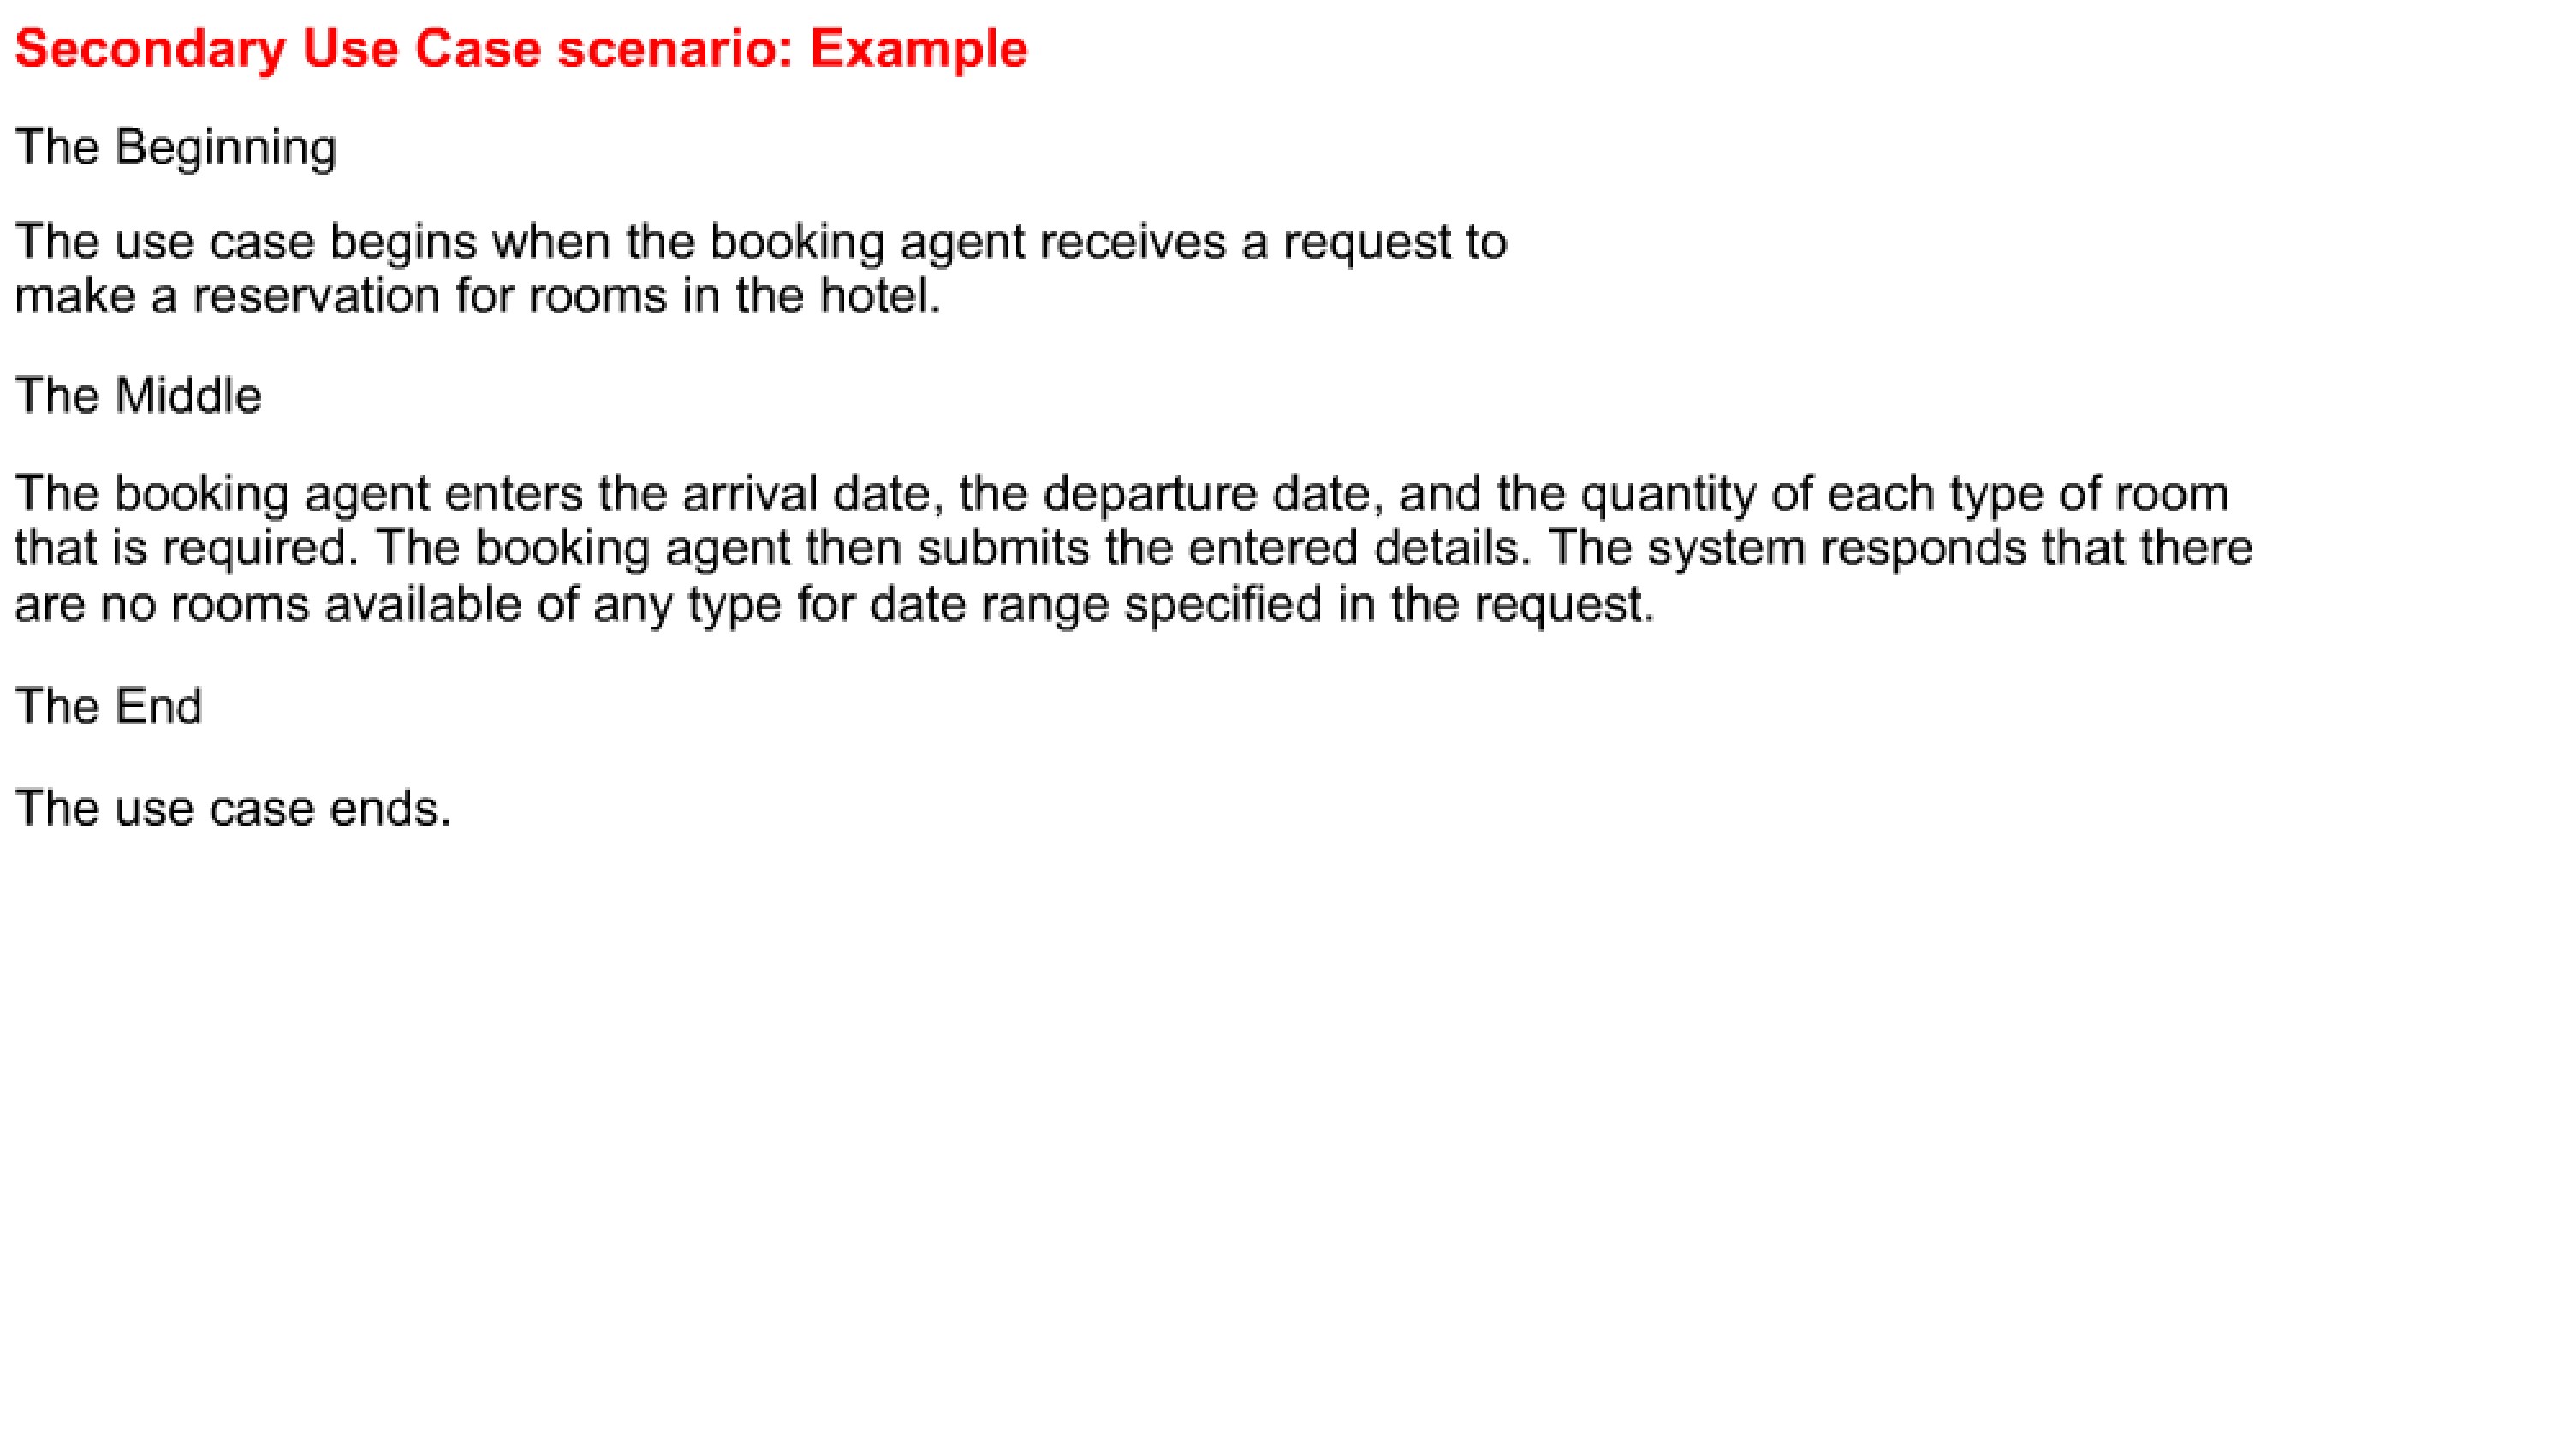 Secondary Use Case scenario: Example
The Beginning
The use case begins when the booking agent receives a request to
make a reservation for rooms in the hotel.
The Middle
The booking agent enters the arrival date, the departure date, and the quantity of each type of room
that is required. The booking agent then submits the entered details. The system responds that there
are no rooms available of any type for date range specified in the request.
The End
The use case ends.